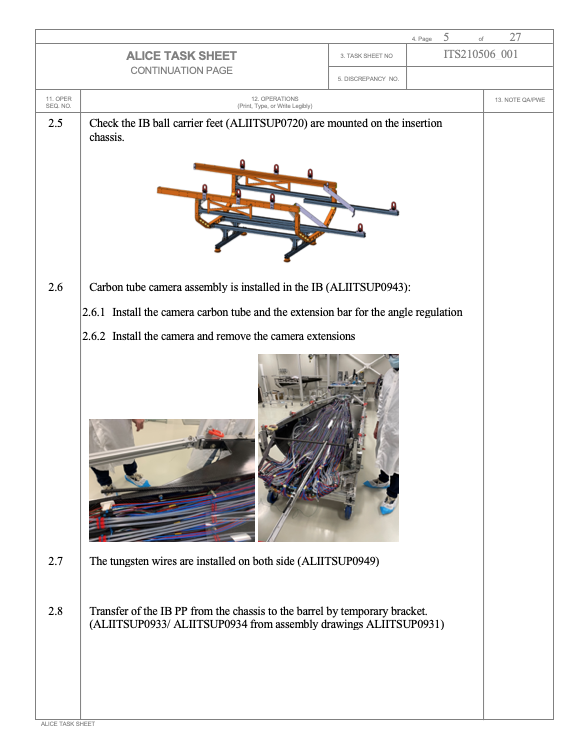 4. Page 5 of 27
ALICE TASK SHEET
CONTINUATION PAGE
3. TASK SHEET NO
ITS210506_001
5. DISCREPANCY NO.
11. OPER
SEQ. NO.
12. OPERATIONS
(Print, Type, or Write Legibly)
13. NOTE QA/PWE
2.5 Check the IB ball carrier feet (ALIITSUP0720) are mounted on the insertion
chassis.
2.6 Carbon tube camera assembly is installed in the IB (ALIITSUP0943):
2.6.1 Install the camera carbon tube and the extension bar for the angle regulation
2.6.2 Install the camera and remove the camera extensions
2.7 The tungsten wires are installed on both side (ALIITSUP0949)
2.8 Transfer of the IB PP from the chassis to the barrel by temporary bracket.
(ALIITSUP0933/ ALIITSUP0934 from assembly drawings ALIITSUP0931)
ALICE TASK SHEET